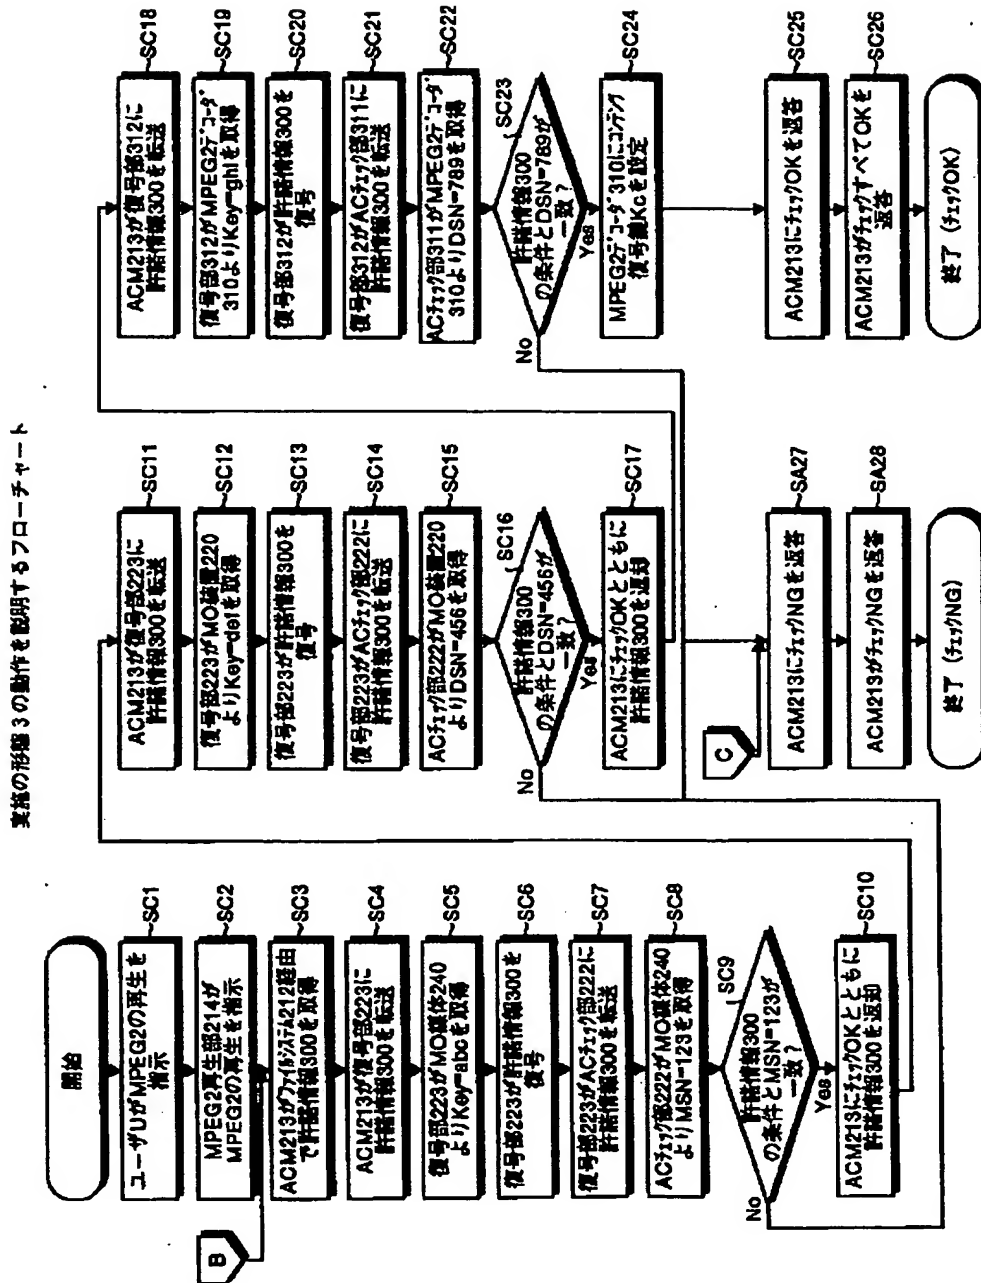 実施の形態3の動作を説明するフローチャート
開始
ユーザUがMPEG2の再生を
指示
SC1
MPEG2再生部214が
MPEG2の再生を指示
SC2
B
ACM213がファイルシステム212経由
で許諾情報300を取得
SC3
ACM213が復号部223に
許諾情報300を転送
SC4
復号部223がMO媒体240
よりKey=abcを取得
SC5
復号部223が許諾情報300を
復号
SC6
復号部223がACチェック部222に
許諾情報300を転送
SC7
ACチェック部222がMO媒体240
よりMSN=123を取得
SC8
許諾情報300
の条件とMSN=123が
一致?
SC9
No
Yes
ACM213にチェックOKとともに
許諾情報300を返却
SC10
ACM213が復号部223に
許諾情報300を転送
SC11
復号部223がMO装置220
よりKey=defを取得
SC12
復号部223が許諾情報300を
復号
SC13
復号部223がACチェック部222に
許諾情報300を転送
SC14
ACチェック部222がMO装置220
よりDSN=456を取得
SC15
許諾情報300
の条件とDSN=456が
一致?
SC16
No
Yes
ACM213にチェックOKとともに
許諾情報300を返却
SC17
C
ACM213にチェックNGを返答
SA27
ACM213がチェックNGを返答
SA28
終了 (チェックNG)
ACM213が復号部312に
許諾情報300を転送
SC18
復号部312がMPEG2デコーダ
310よりKey=ghiを取得
SC19
復号部312が許諾情報300を
復号
SC20
復号部312がACチェック部311に
許諾情報300を転送
SC21
ACチェック部311がMPEG2デコーダ
310よりDSN=789を取得
SC22
許諾情報300
の条件とDSN=789が
一致?
SC23
No
Yes
MPEG2デコーダ310にコンテンツ
復号鍵Kcを設定
SC24
ACM213にチェックOKを返答
SC25
ACM213がチェックすべてOKを
返答
SC26
終了 (チェックOK)